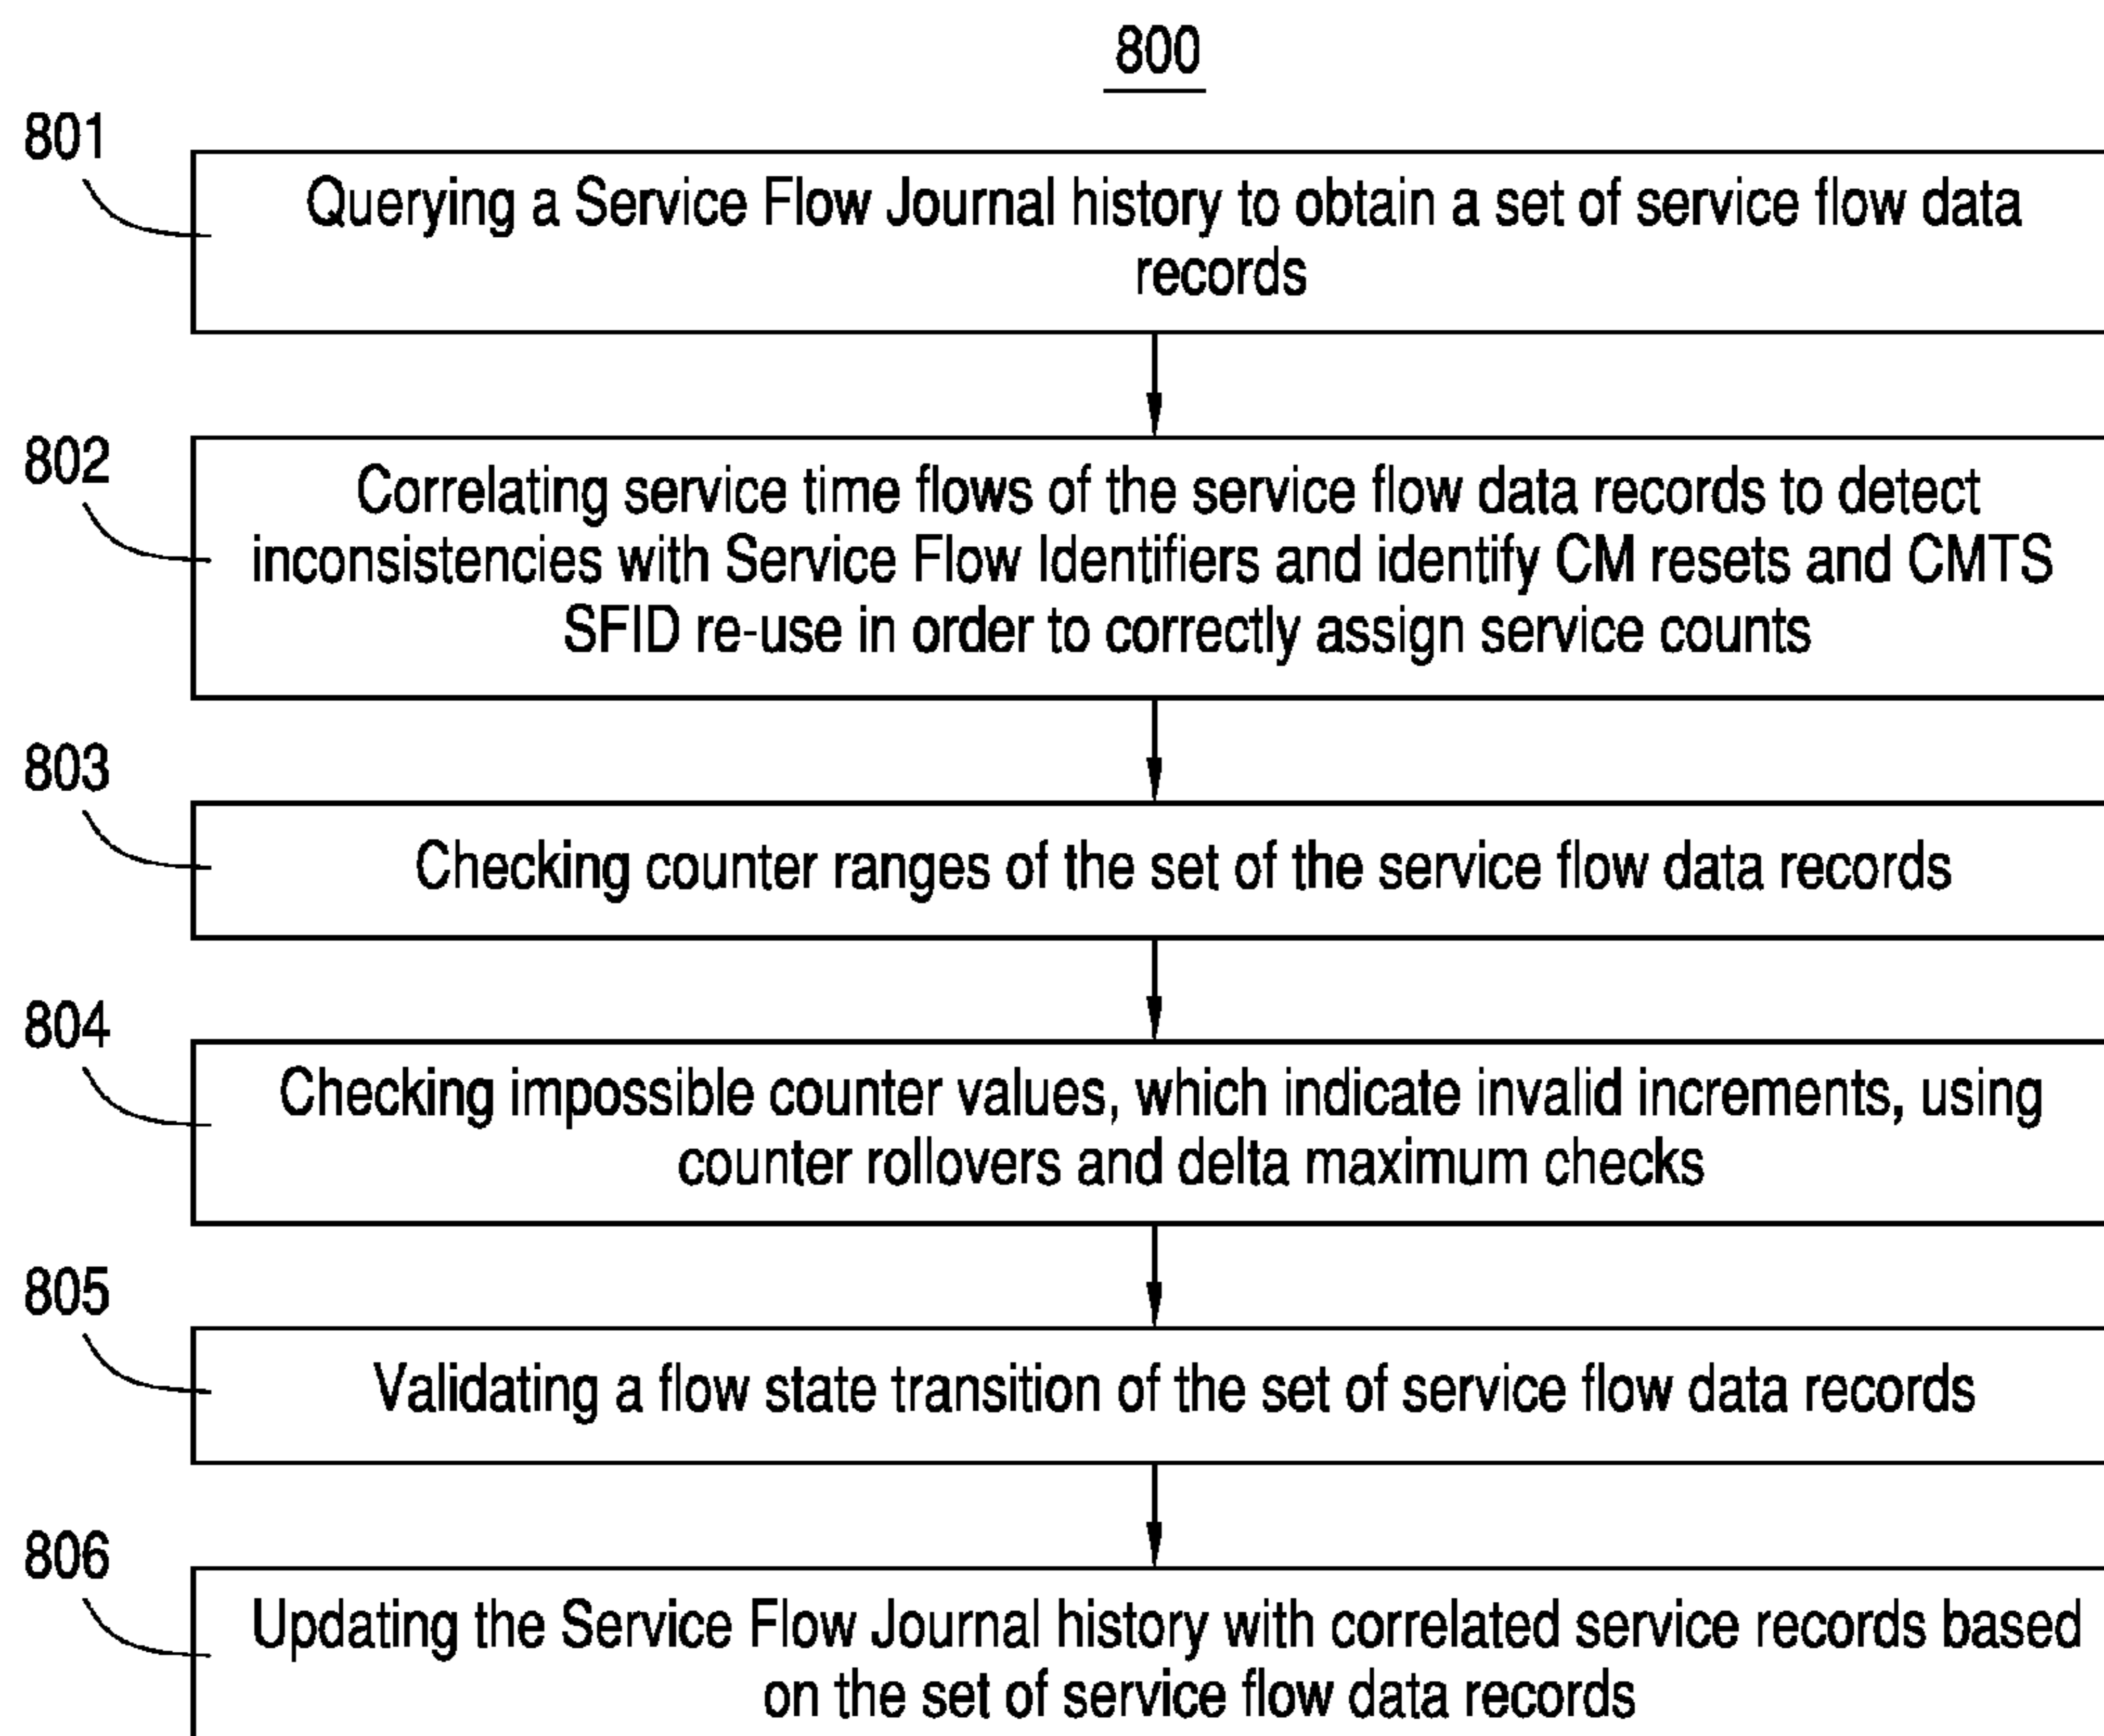 800
801
Querying a Service Flow Journal history to obtain a set of service flow data
records
802
Correlating service time flows of the service flow data records to detect
inconsistencies with Service Flow Identifiers and identify CM resets and CMTS
SFID re-use in order to correctly assign service counts
803
Checking counter ranges of the set of the service flow data records
804
Checking impossible counter values, which indicate invalid increments, using
counter rollovers and delta maximum checks
805
Validating a flow state transition of the set of service flow data records
806
Updating the Service Flow Journal history with correlated service records based
on the set of service flow data records